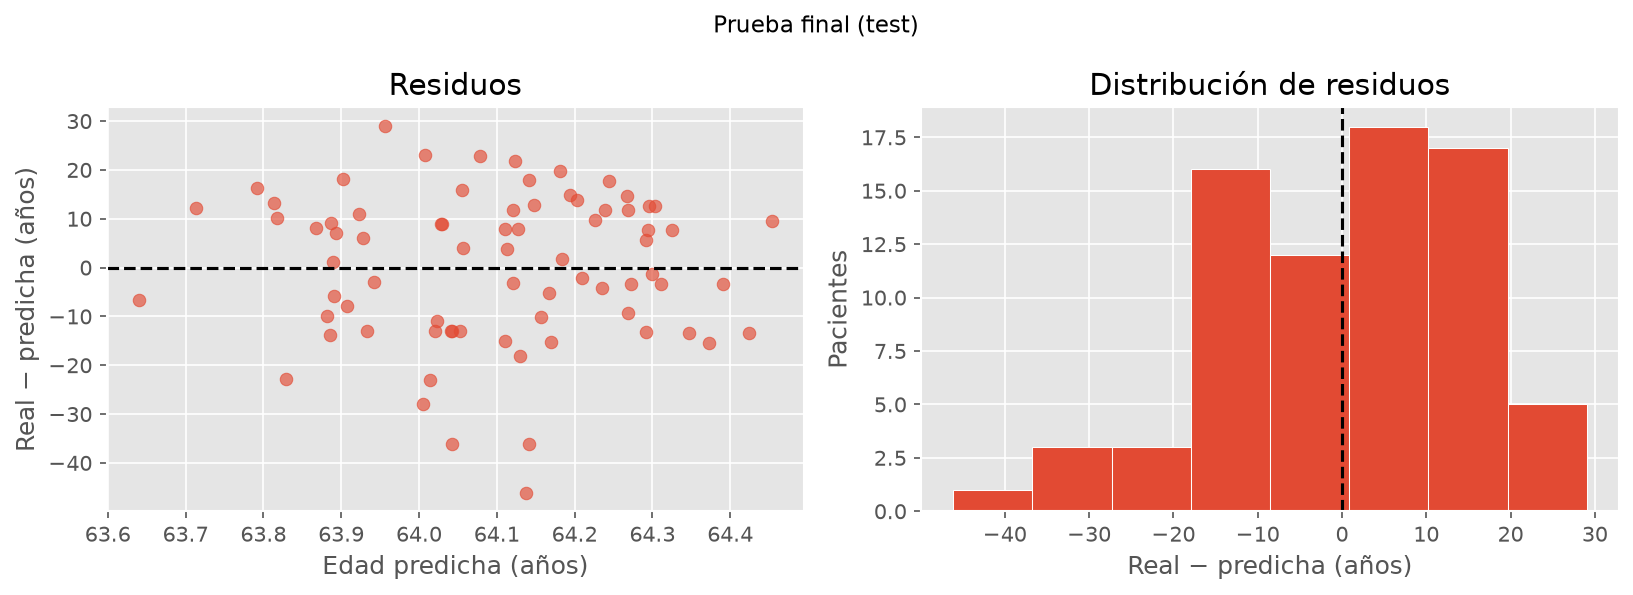 Prueba final (test)
Residuos
30
20
10
0
−10
−20
−30
−40
63.6 63.7 63.8 63.9 64.0 64.1 64.2 64.3 64.4
Edad predicha (años)
Real − predicha (años)
Distribución de residuos
17.5
15.0
12.5
10.0
7.5
5.0
2.5
0.0
−40 −30 −20 −10 0 10 20 30
Real − predicha (años)
Pacientes